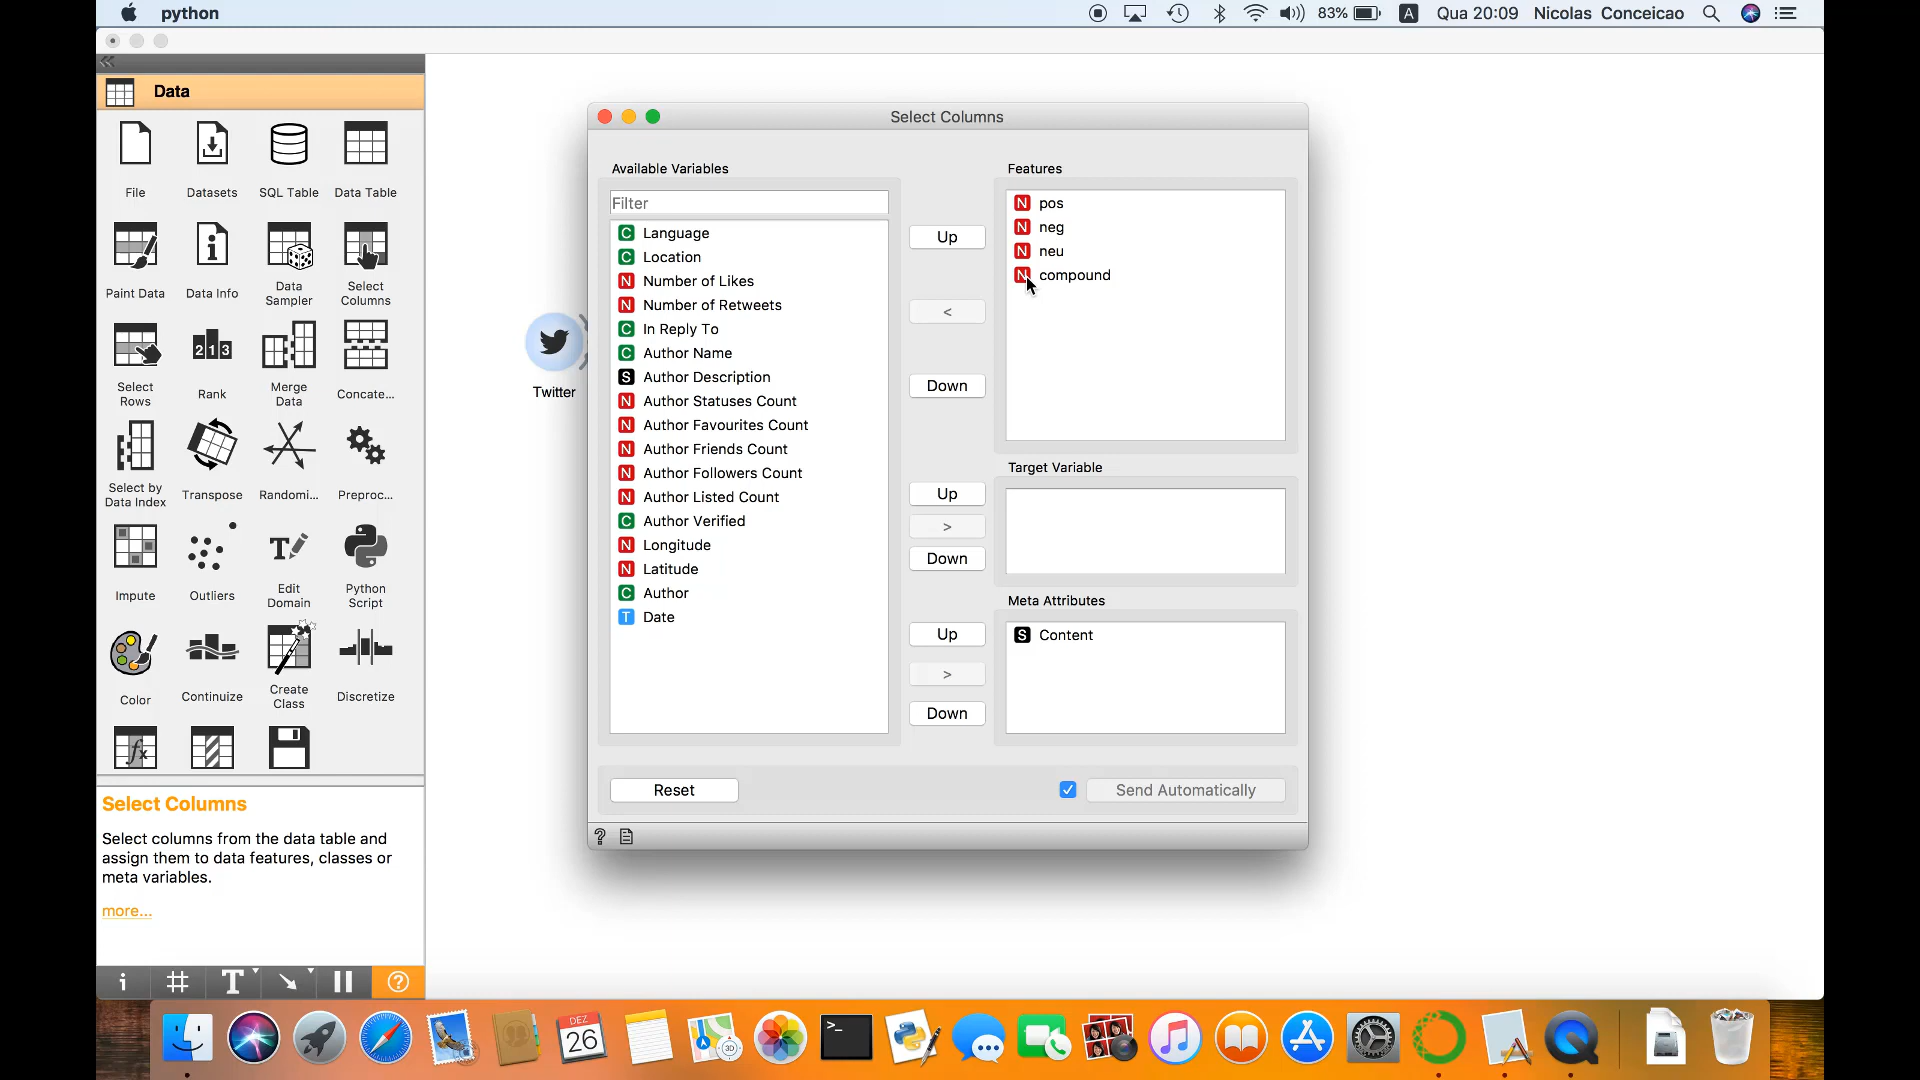 python
83%
A
Qua 20:09
Nicolas Conceicao
Data
File
Datasets
SQL Table
Data Table
Paint Data
Data Info
Data
Sampler
Select
Columns
Select
Rows
213
Rank
Merge
Data
Concate...
Select by
Data Index
Transpose
Randomi...
Preproc...
Impute
Outliers
Edit
Domain
Python
Script
Color
Continuize
Create
Class
Discretize
fx
Select Columns
Select columns from the data table and
assign them to data features, classes or
meta variables.
more...
Twitter
Select Columns
Available Variables
Filter
C Language
C Location
N Number of Likes
N Number of Retweets
C In Reply To
C Author Name
S Author Description
N Author Statuses Count
N Author Favourites Count
N Author Friends Count
N Author Followers Count
N Author Listed Count
C Author Verified
N Longitude
N Latitude
C Author
T Date
Up
<
Down
Up
>
Down
Up
>
Down
Features
N pos
N neg
N neu
N compound
Target Variable
Meta Attributes
S Content
Reset
Send Automatically
?
i
#
T
?
DEZ
26
3D
>_